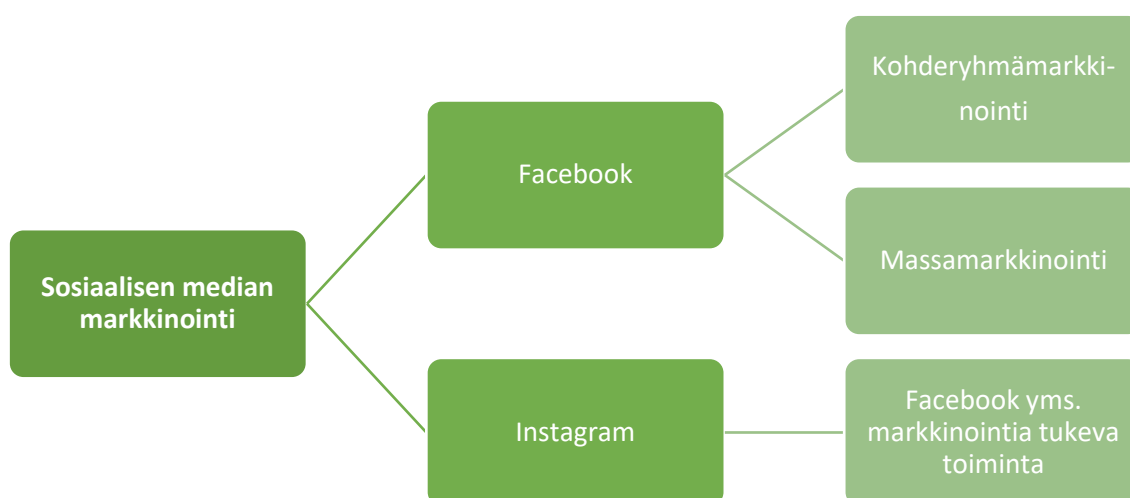 Sosiaalisen median
markkinointi
Facebook
Kohderyhmämarkki-
nointi
Massamarkkinointi
Instagram
Facebook yms.
markkinointia tukeva
toiminta